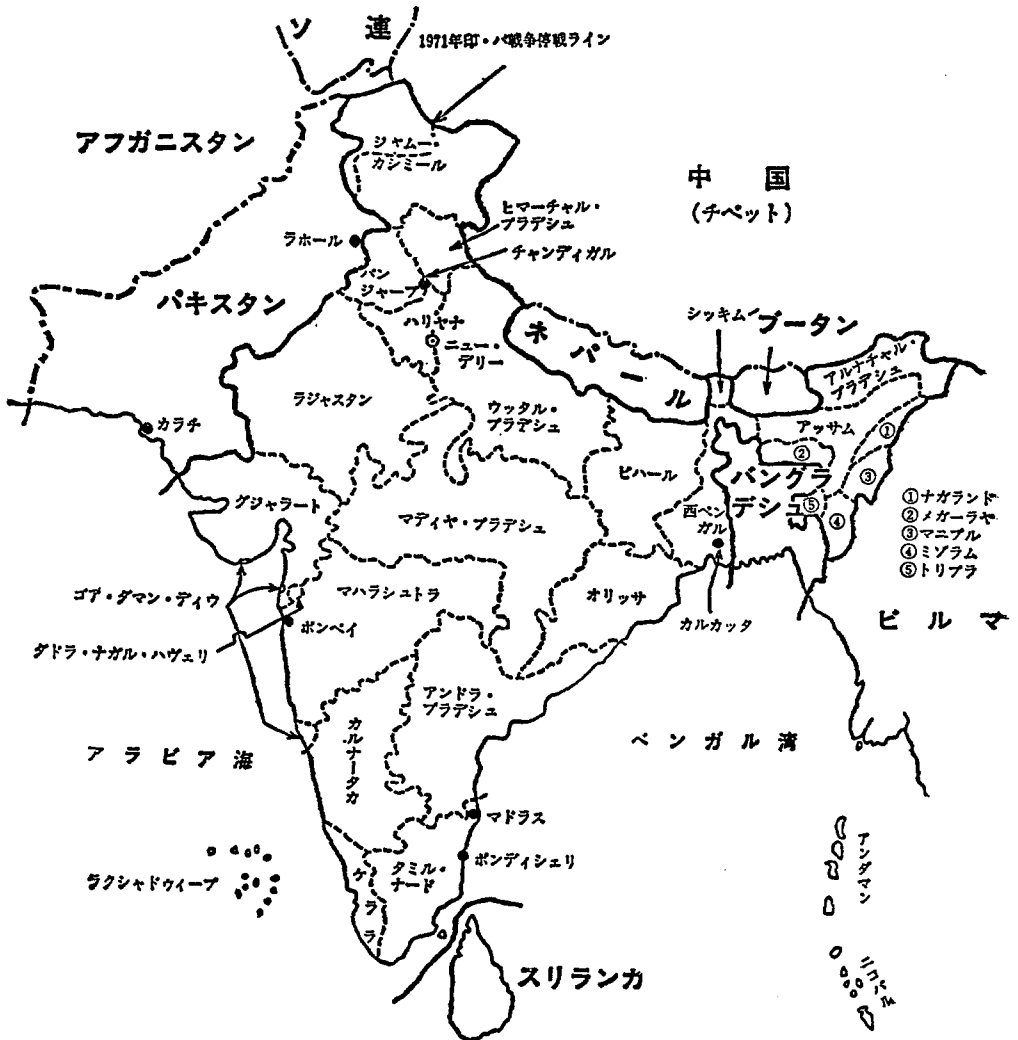 ソ 連
1971年印・パ戦争停戦ライン
アフガニスタン
ジャムー
カシミール
中 国
(チベット)
ヒマーチャル・
プラデシュ
ラホール
チャンディガル
パン
ジャーブ
パキスタン
ハリヤナ
ニュー・
デリー
ネパール
シッキム
ブータン
アルナチャル・
プラデシュ
ラジャスタン
ウッタル・
プラデシュ
カラチ
アッサム
①
②
③
④
⑤
ビハール
バングラ
デシュ
グジャラート
マディヤ・プラデシュ
西ベン
ガル
①ナガランド
②メガーラヤ
③マニプル
④ミゾラム
⑤トリプラ
ゴア・ダマン・ディウ
マハラシュトラ
オリッサ
ボンベイ
カルカッタ
ビ ル マ
ダドラ・ナガル・ハヴェリ
アンドラ・
プラデシュ
カルナータカ
アラビア海
ベンガル湾
マドラス
ポンディシェリ
タミル・
ナード
ケララ
ラクシャドウィープ
アンダマン
ニコバル
スリランカ